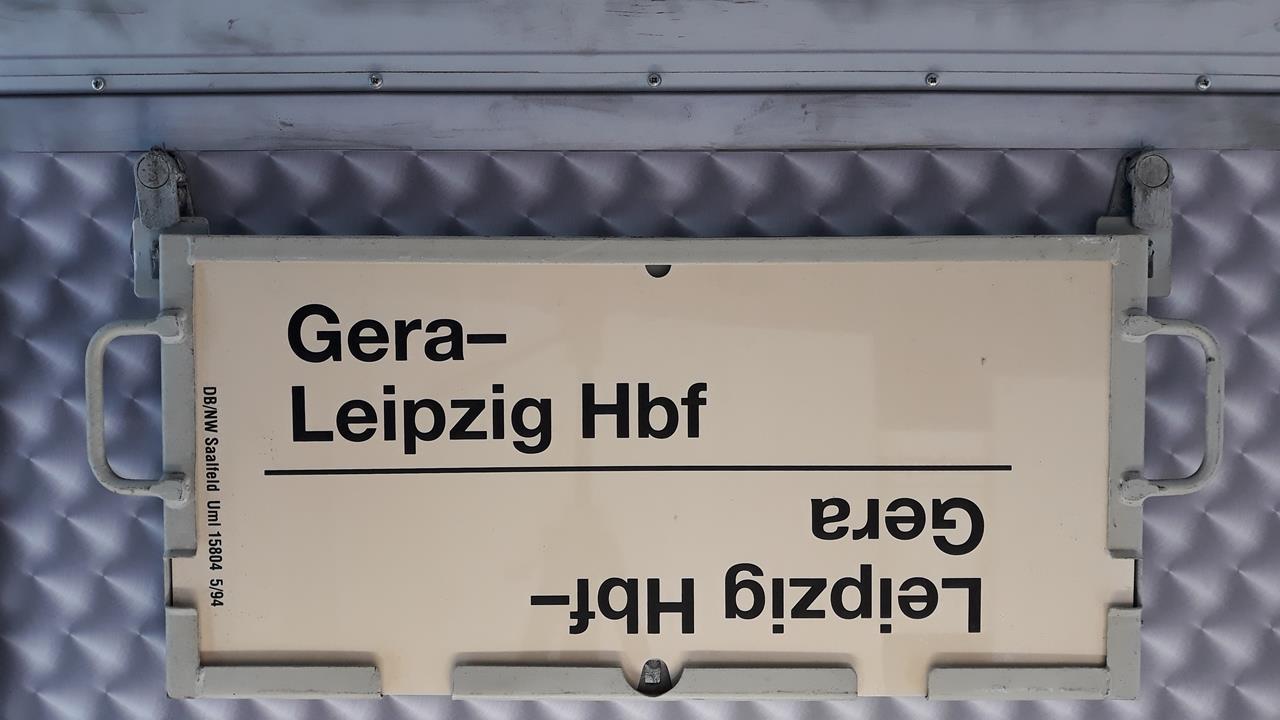 Gera–
Leipzig Hbf
Leipzig Hbf–
Gera
DB/NW Saalfeld Uml 15804 5/94